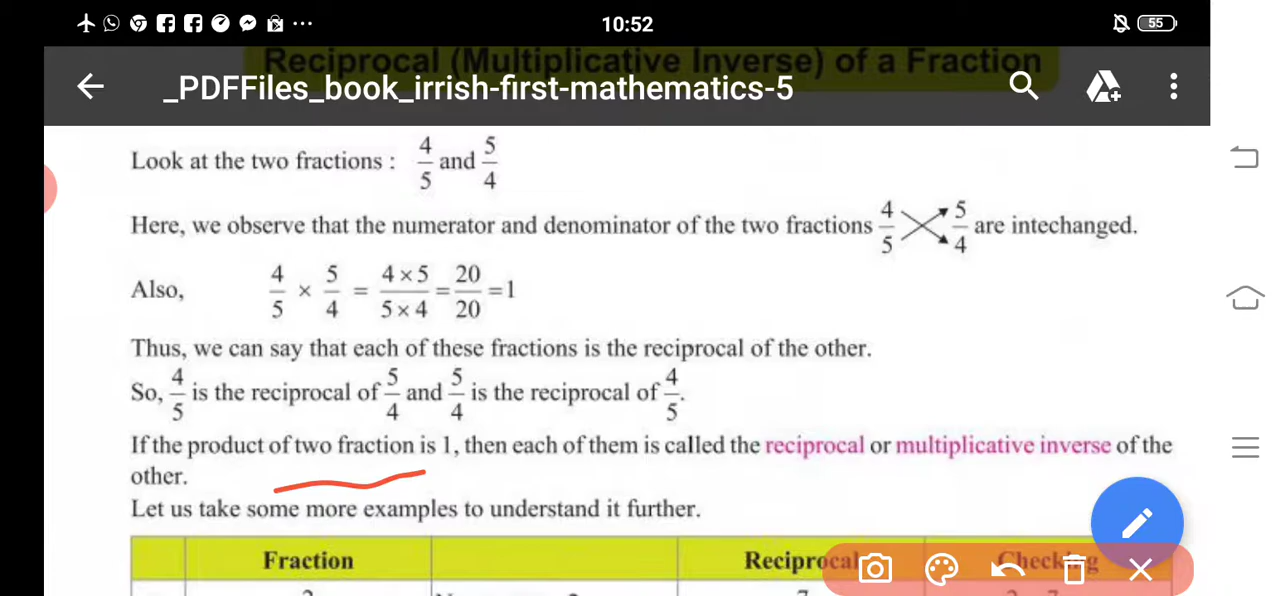 10:52
55
Reciprocal (Multiplicative Inverse) of a Fraction
_PDFFiles_book_irrish-first-mathematics-5
Look at the two fractions : 4/5 and 5/4
Here, we observe that the numerator and denominator of the two fractions 4/5 5/4 are intechanged.
Also, 4/5 × 5/4 = 4 × 5/5 × 4 = 20/20 = 1
Thus, we can say that each of these fractions is the reciprocal of the other.
So, 4/5 is the reciprocal of 5/4 and 5/4 is the reciprocal of 4/5.
If the product of two fraction is 1, then each of them is called the reciprocal or multiplicative inverse of the
other.
Let us take some more examples to understand it further.
Fraction Reciprocal Checking